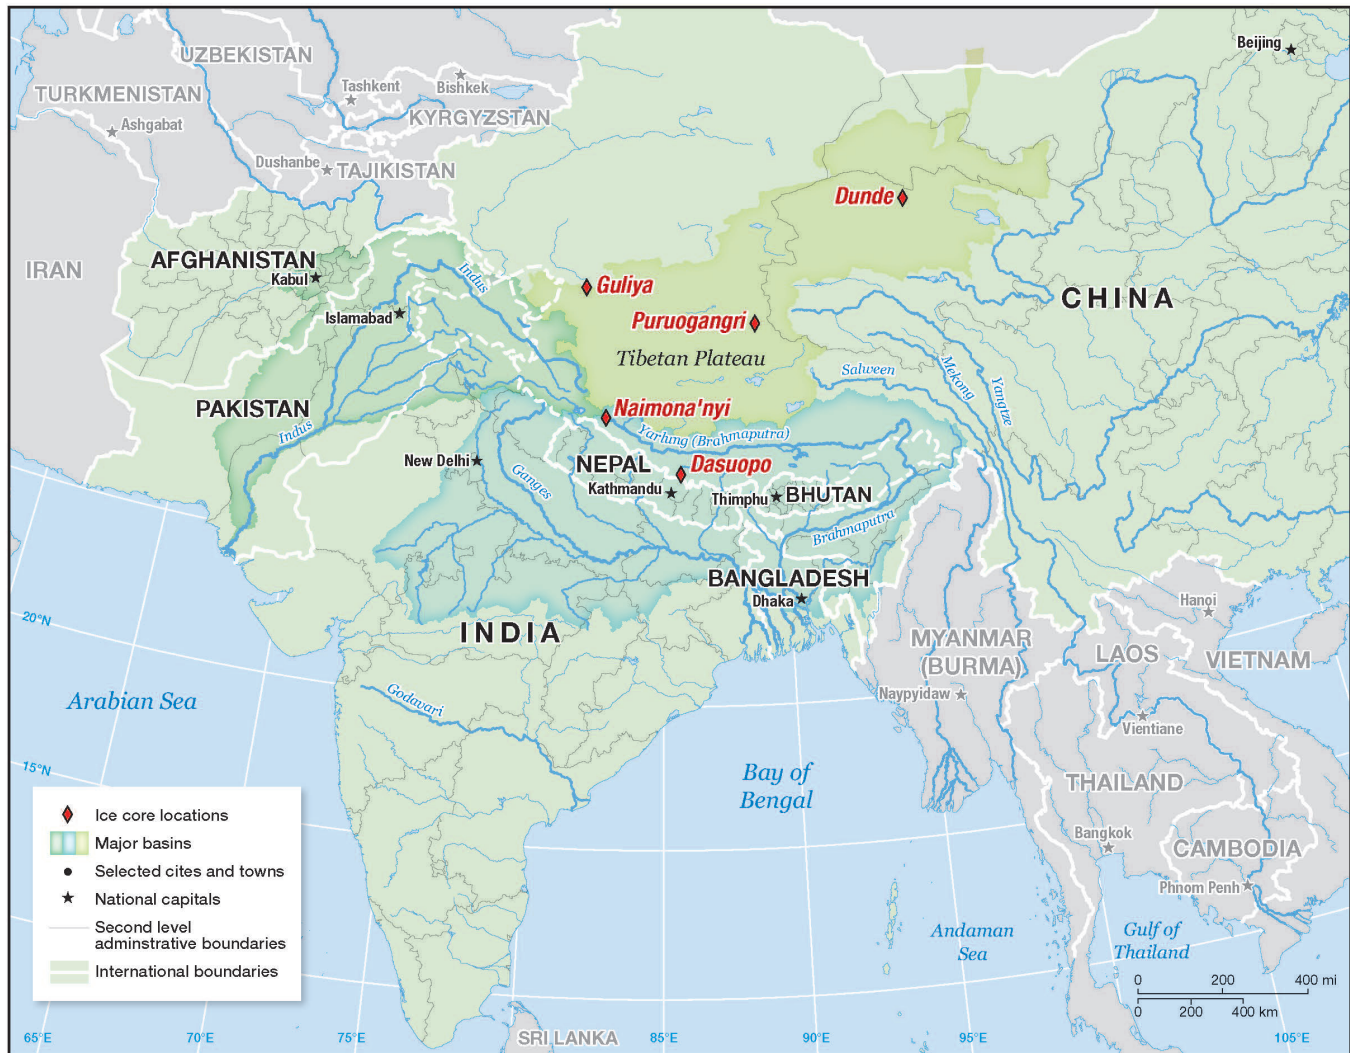 Beijing
UZBEKISTAN
Tashkent
Bishkek
TURKMENISTAN
KYRGYZSTAN
Ashgabat
Dushanbe
TAJIKISTAN
Dunde
IRAN
AFGHANISTAN
Kabul
Indus
Guliya
CHINA
Islamabad
Puruogangri
Tibetan Plateau
Salween
Mekong
Yangtze
PAKISTAN
Indus
Naimona'nyi
Yarlung (Brahmaputra)
New Delhi
Ganges
NEPAL
Dasuopo
Kathmandu
Thimphu
BHUTAN
Brahmaputra
BANGLADESH
Dhaka
Hanoi
20°N
INDIA
MYANMAR
(BURMA)
LAOS
VIETNAM
Arabian Sea
Godavari
Naypyidaw
Vientiane
15°N
Bay of
Bengal
THAILAND
Bangkok
CAMBODIA
Phnom Penh
Andaman
Sea
Gulf of
Thailand
Ice core locations
Major basins
Selected cites and towns
National capitals
Second level
adminstrative boundaries
International boundaries
0 200 400 mi
0 200 400 km
65°E 70°E 75°E SRI LANKA 85°E 90°E 95°E 105°E